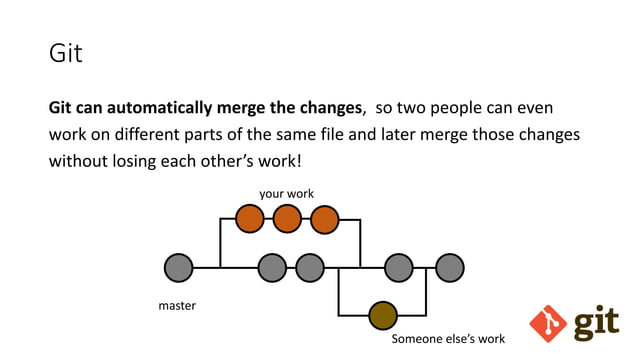 Git
Git can automatically merge the changes,  so two people can even
work on different parts of the same file and later merge those changes
without losing each other’s work!
your work
master
Someone else’s work
git